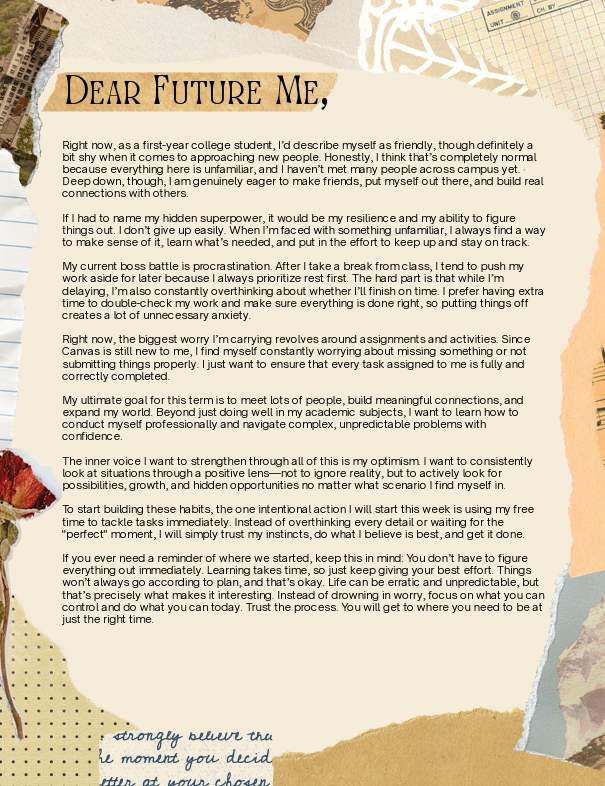 ASSIGNMENT
UNIT 5
CH. BY
DEAR FUTURE ME,
Right now, as a first-year college student, I'd describe myself as friendly, though definitely a
bit shy when it comes to approaching new people. Honestly, I think that's completely normal
because everything here is unfamiliar, and I haven't met many people across campus yet.
Deep down, though, I am genuinely eager to make friends, put myself out there, and build real
connections with others.
If I had to name my hidden superpower, it would be my resilience and my ability to figure
things out. I don't give up easily. When I'm faced with something unfamiliar, I always find a way
to make sense of it, learn what's needed, and put in the effort to keep up and stay on track.
My current boss battle is procrastination. After I take a break from class, I tend to push my
work aside for later because I always prioritize rest first. The hard part is that while I'm
delaying, I'm also constantly overthinking about whether I'll finish on time. I prefer having extra
time to double-check my work and make sure everything is done right, so putting things off
creates a lot of unnecessary anxiety.
Right now, the biggest worry I'm carrying revolves around assignments and activities. Since
Canvas is still new to me, I find myself constantly worrying about missing something or not
submitting things properly. I just want to ensure that every task assigned to me is fully and
correctly completed.
My ultimate goal for this term is to meet lots of people, build meaningful connections, and
expand my world. Beyond just doing well in my academic subjects, I want to learn how to
conduct myself professionally and navigate complex, unpredictable problems with
confidence.
The inner voice I want to strengthen through all of this is my optimism. I want to consistently
look at situations through a positive lens—not to ignore reality, but to actively look for
possibilities, growth, and hidden opportunities no matter what scenario I find myself in.
To start building these habits, the one intentional action I will start this week is using my free
time to tackle tasks immediately. Instead of overthinking every detail or waiting for the
"perfect" moment, I will simply trust my instincts, do what I believe is best, and get it done.
If you ever need a reminder of where we started, keep this in mind: You don't have to figure
everything out immediately. Learning takes time, so just keep giving your best effort. Things
won't always go according to plan, and that's okay. Life can be erratic and unpredictable, but
that's precisely what makes it interesting. Instead of drowning in worry, focus on what you can
control and do what you can today. Trust the process. You will get to where you need to be at
just the right time.
strongly believe tha
he moment you decid
etter at your chosen